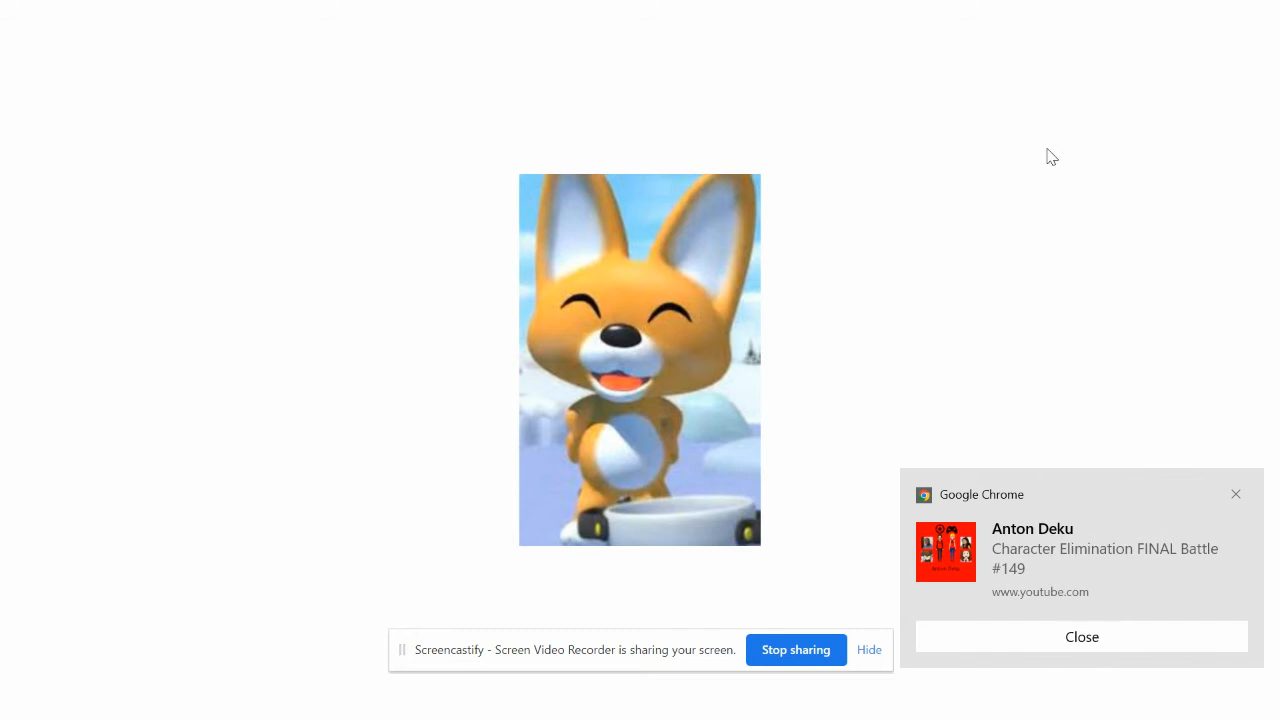 Google Chrome
Anton Deku
Character Elimination FINAL Battle
#149
www.youtube.com
Close
Screencastify - Screen Video Recorder is sharing your screen.
Stop sharing
Hide